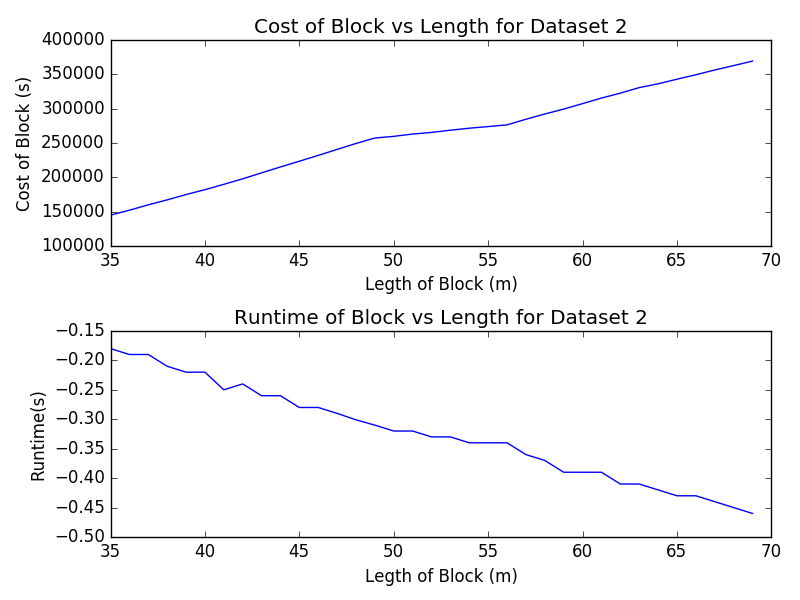 Cost of Block vs Length for Dataset 2
400000
350000
300000
250000
200000
150000
100000
Cost of Block (s)
35 40 45 50 55 60 65 70
Legth of Block (m)
Runtime of Block vs Length for Dataset 2
−0.15
−0.20
−0.25
−0.30
−0.35
−0.40
−0.45
−0.50
Runtime(s)
35 40 45 50 55 60 65 70
Legth of Block (m)